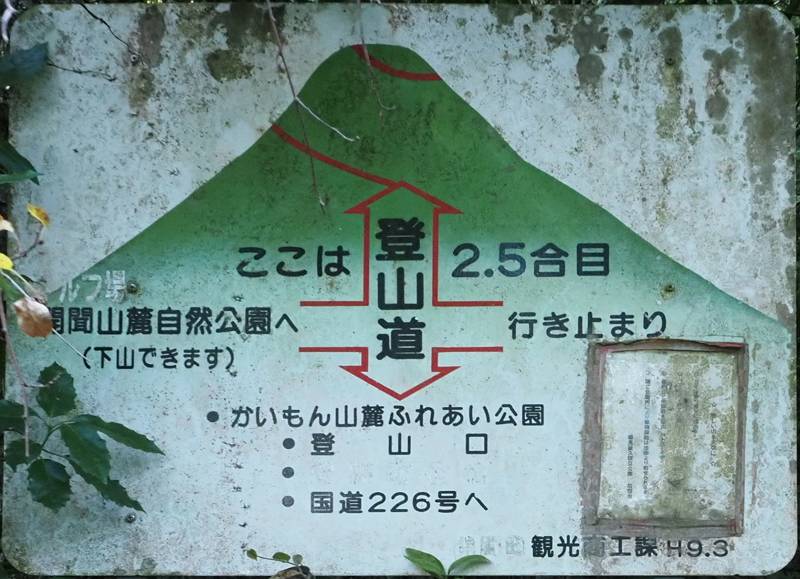 ここは 2.5合目
登山道
ルフ場
開聞山麓自然公園へ
(下山できます)
行き止まり
●かいもん山麓ふれあい公園
●登山口
●
●国道226号へ
観光商工課 H9.3